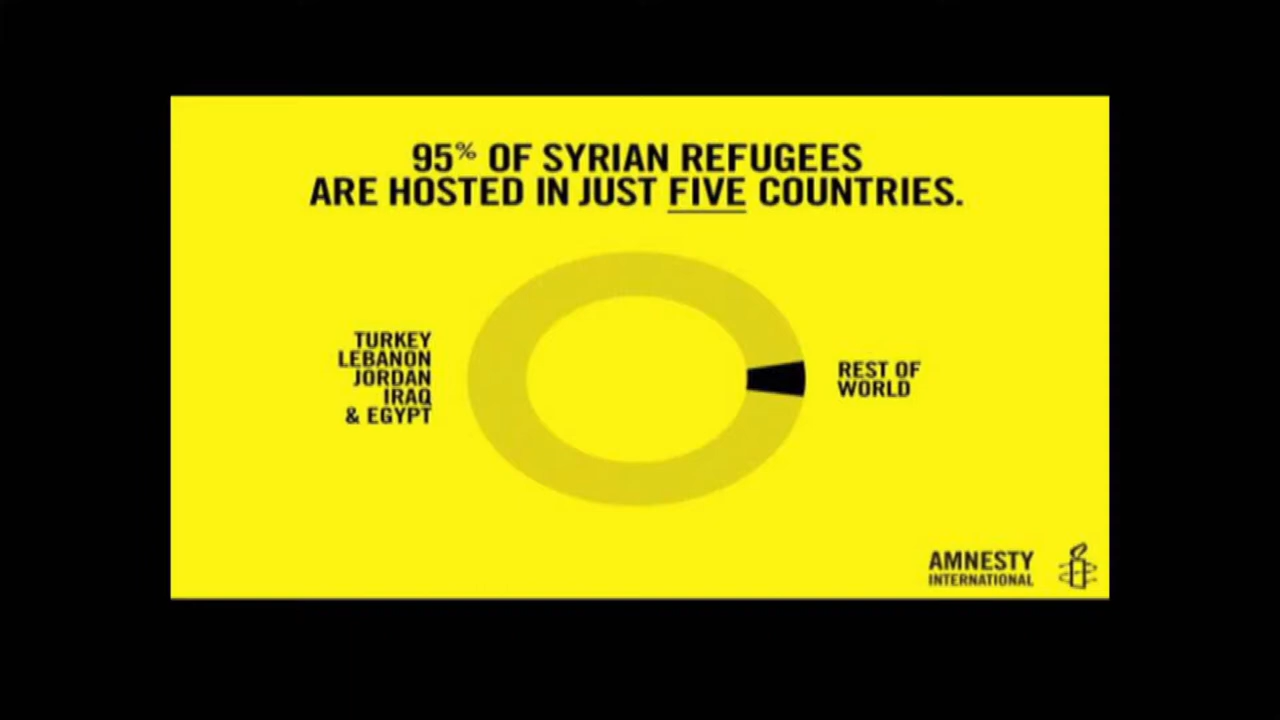 95% OF SYRIAN REFUGEES
ARE HOSTED IN JUST FIVE COUNTRIES.
TURKEY
LEBANON
JORDAN
IRAQ
& EGYPT
REST OF
WORLD
AMNESTY
INTERNATIONAL